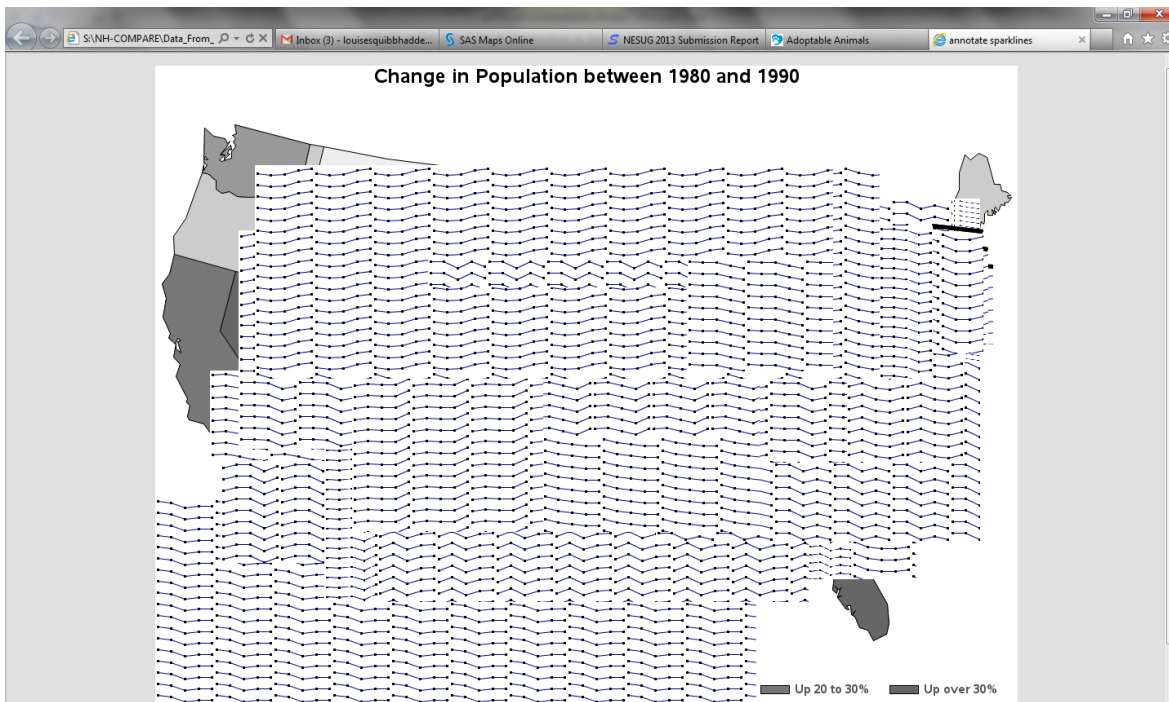 S:\NH-COMPARE\Data_From_
Inbox (3) - louisesquibbhadde...
SAS Maps Online
NESUG 2013 Submission Report
Adoptable Animals
annotate sparklines
Change in Population between 1980 and 1990
Up 20 to 30%
Up over 30%